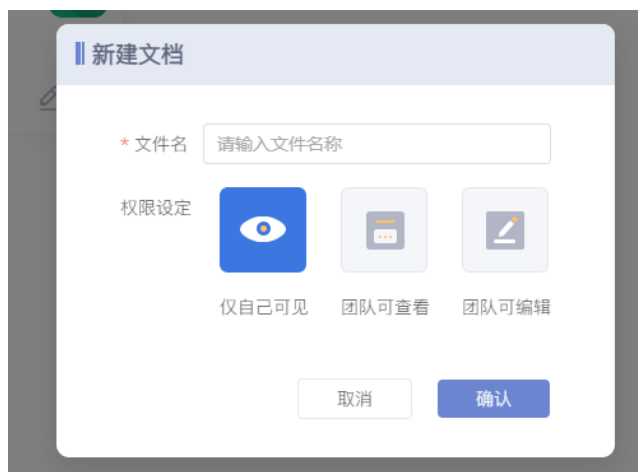 新建文档
* 文件名 请输入文件名称
权限设定
仅自己可见 团队可查看 团队可编辑
取消 确认